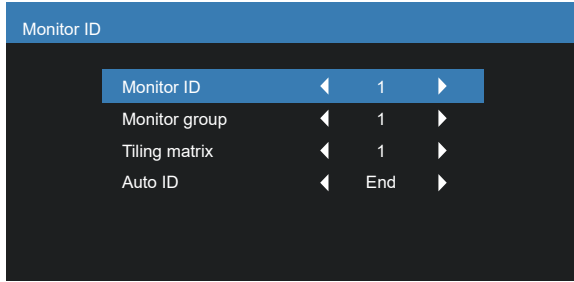 Monitor ID
Monitor ID 1
Monitor group 1
Tiling matrix 1
Auto ID End